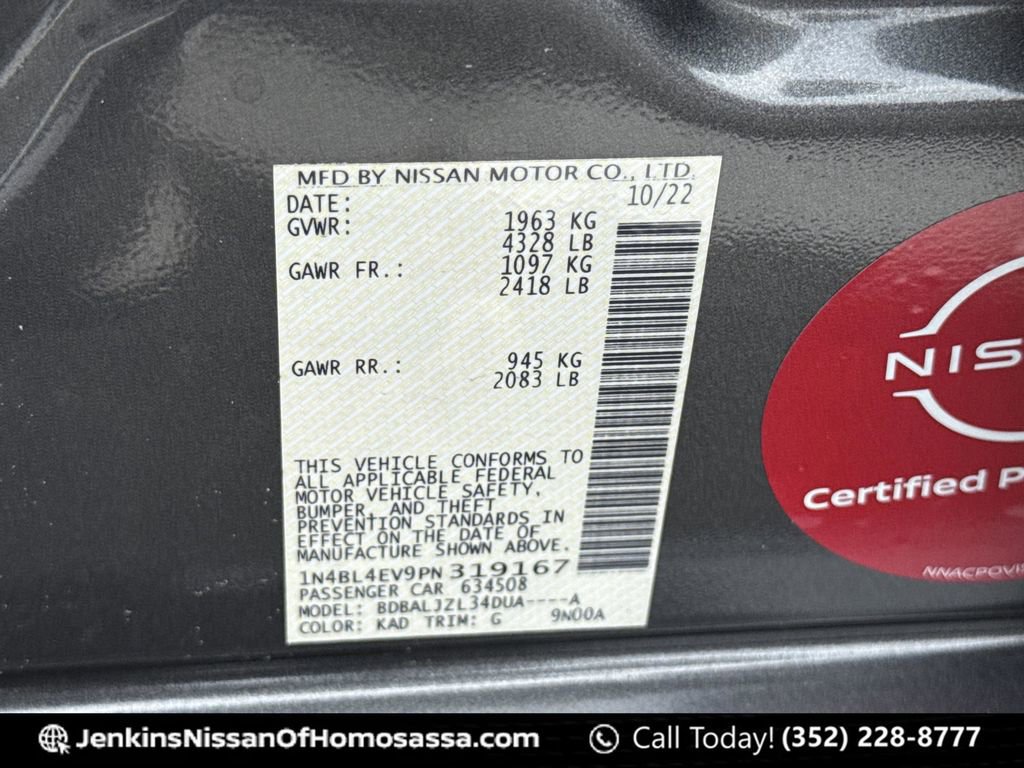 MFD BY NISSAN MOTOR CO., LTD.
DATE: 10/22
GVWR: 1963 KG
4328 LB
GAWR FR.: 1097 KG
2418 LB
GAWR RR.: 945 KG
2083 LB
THIS VEHICLE CONFORMS TO
ALL APPLICABLE FEDERAL
MOTOR VEHICLE SAFETY,
BUMPER, AND THEFT
PREVENTION STANDARDS IN
EFFECT ON THE DATE OF
MANUFACTURE SHOWN ABOVE.
1N4BL4EV9PN319167
PASSENGER CAR 634508
MODEL: BDBALJZL34DUA----A
COLOR: KAD TRIM: G 9N00A
NIS
Certified P
NNACPOVIS
JenkinsNissanOfHomosassa.com
Call Today! (352) 228-8777